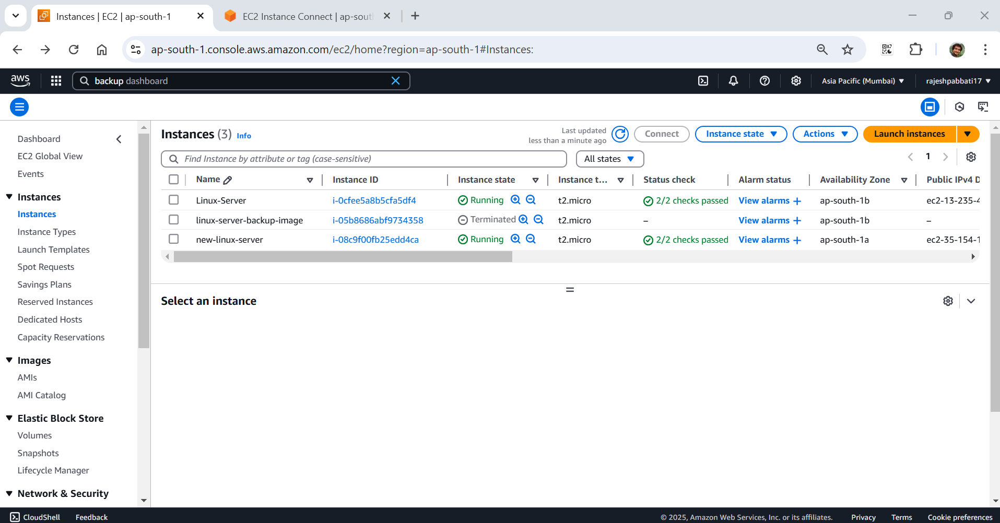 Instances | EC2 | ap-south-1
EC2 Instance Connect | ap-sout
ap-south-1.console.aws.amazon.com/ec2/home?region=ap-south-1#Instances:
aws
backup dashboard
Asia Pacific (Mumbai)
rajeshpabbati17
Dashboard
EC2 Global View
Events
Instances
Instances
Instance Types
Launch Templates
Spot Requests
Savings Plans
Reserved Instances
Dedicated Hosts
Capacity Reservations
Images
AMIs
AMI Catalog
Elastic Block Store
Volumes
Snapshots
Lifecycle Manager
Network & Security
Instances (3) Info
Last updated
less than a minute ago
Connect
Instance state
Actions
Launch instances
Find Instance by attribute or tag (case-sensitive)
All states
1
Name Instance ID Instance state Instance t... Status check Alarm status Availability Zone Public IPv4 D
Linux-Server i-0cfee5a8b5cfa5df4 Running t2.micro 2/2 checks passed View alarms + ap-south-1b ec2-13-235-4
linux-server-backup-image i-05b8686abf9734358 Terminated t2.micro – View alarms + ap-south-1b –
new-linux-server i-08c9f00fb25edd4ca Running t2.micro 2/2 checks passed View alarms + ap-south-1a ec2-35-154-1
Select an instance
CloudShell
Feedback
© 2025, Amazon Web Services, Inc. or its affiliates.
Privacy
Terms
Cookie preferences